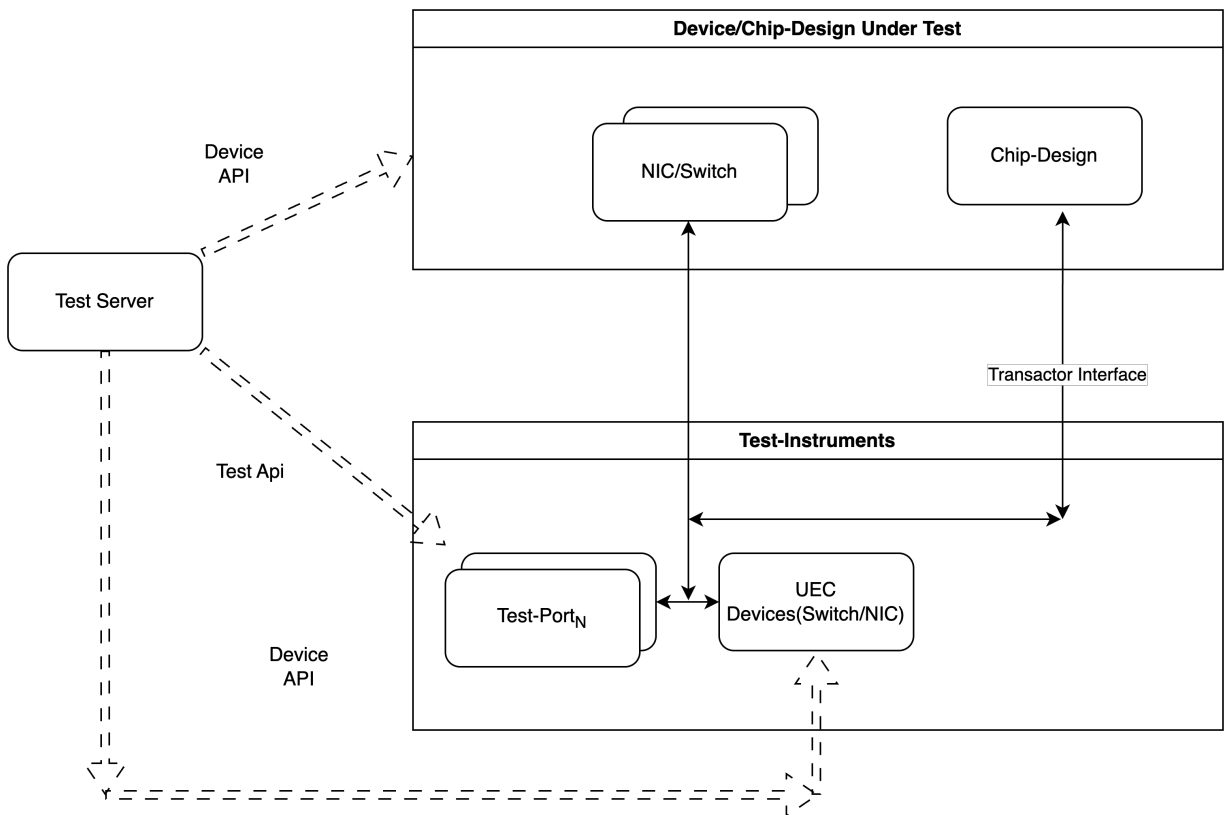 Device/Chip-Design Under Test
Device
API
NIC/Switch
Chip-Design
Test Server
Transactor Interface
Test-Instruments
Test Api
UEC
Devices(Switch/NIC)
Test-PortN
Device
API